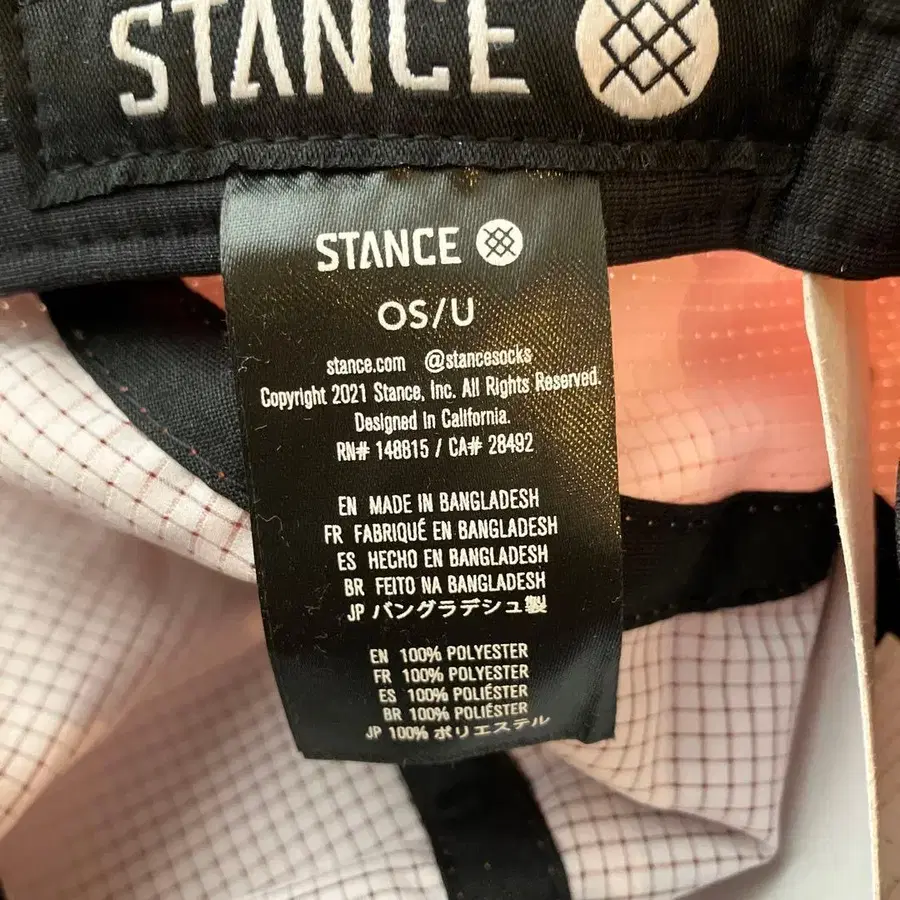 STANCE
STANCE
OS/U
stance.com @stancesocks
Copyright 2021 Stance, Inc. All Rights Reserved.
Designed in California.
RN# 148815 / CA# 28492
EN MADE IN BANGLADESH
FR FABRIQUÉ EN BANGLADESH
ES HECHO EN BANGLADESH
BR FEITO NA BANGLADESH
JP バングラデシュ製
EN 100% POLYESTER
FR 100% POLYESTER
ES 100% POLIÉSTER
BR 100% POLIÉSTER
JP 100% ポリエステル